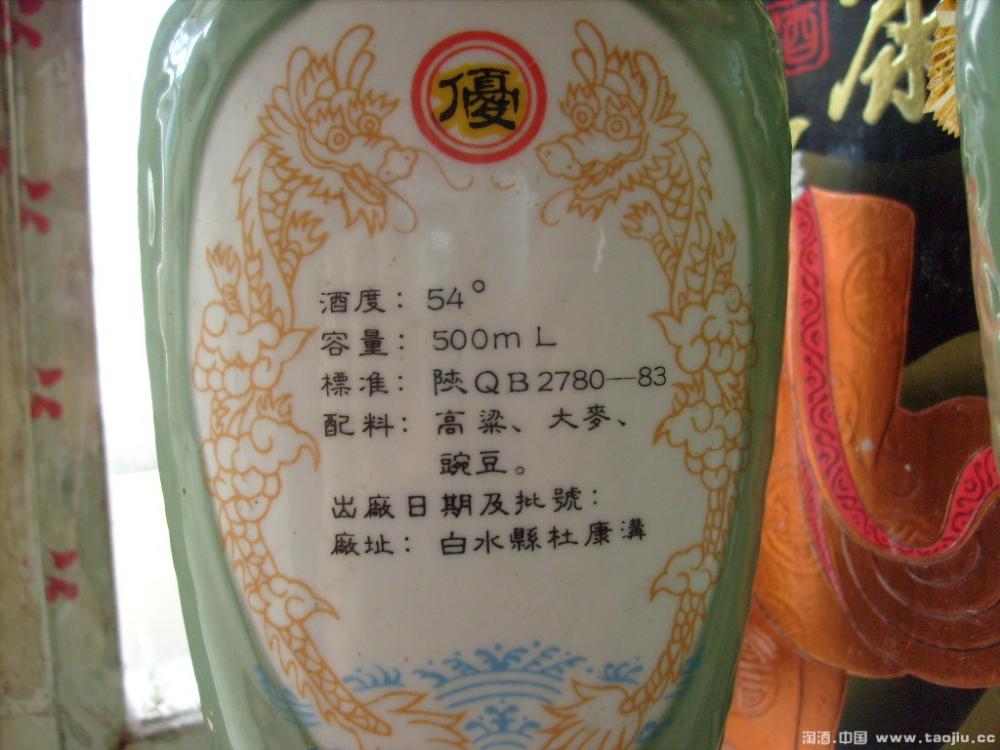 優
酒度：54°
容量：500mL
標准：陝QB2780—83
配料：高粱、大麥、
豌豆。
出廠日期及批號：
廠址：白水縣杜康溝
酒
康
淘酒.中国 www.taojiu.cc